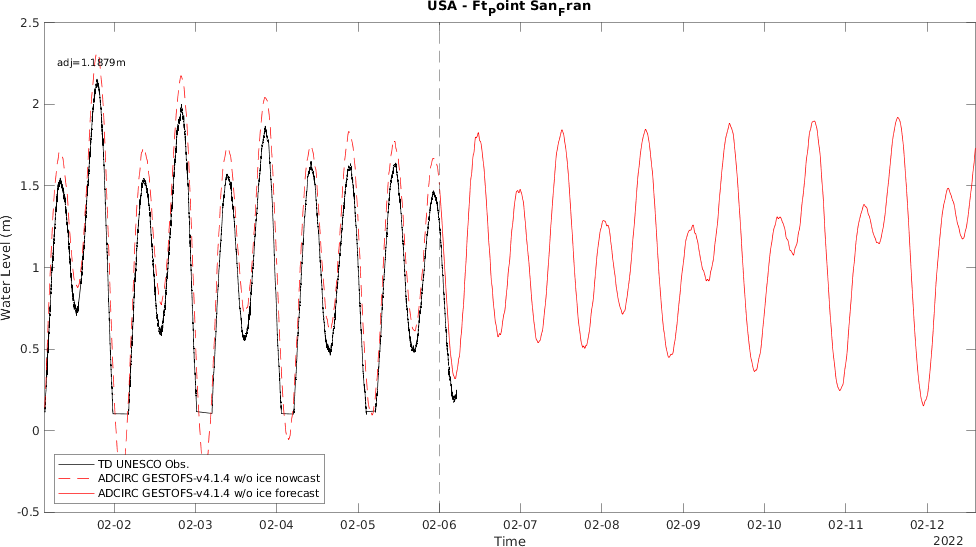 USA - FtPoint SanFran
2.5
adj=1.1879m
2
1.5
1
0.5
0
-0.5
Water Level (m)
TD UNESCO Obs.
ADCIRC GESTOFS-v4.1.4 w/o ice nowcast
ADCIRC GESTOFS-v4.1.4 w/o ice forecast
02-02 02-03 02-04 02-05 02-06 02-07 02-08 02-09 02-10 02-11 02-12
Time
2022